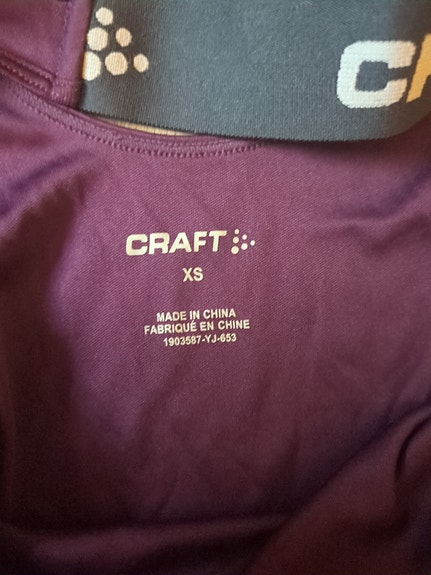 CRAFT
XS
MADE IN CHINA
FABRIQUÉ EN CHINE
1903587-YJ-653